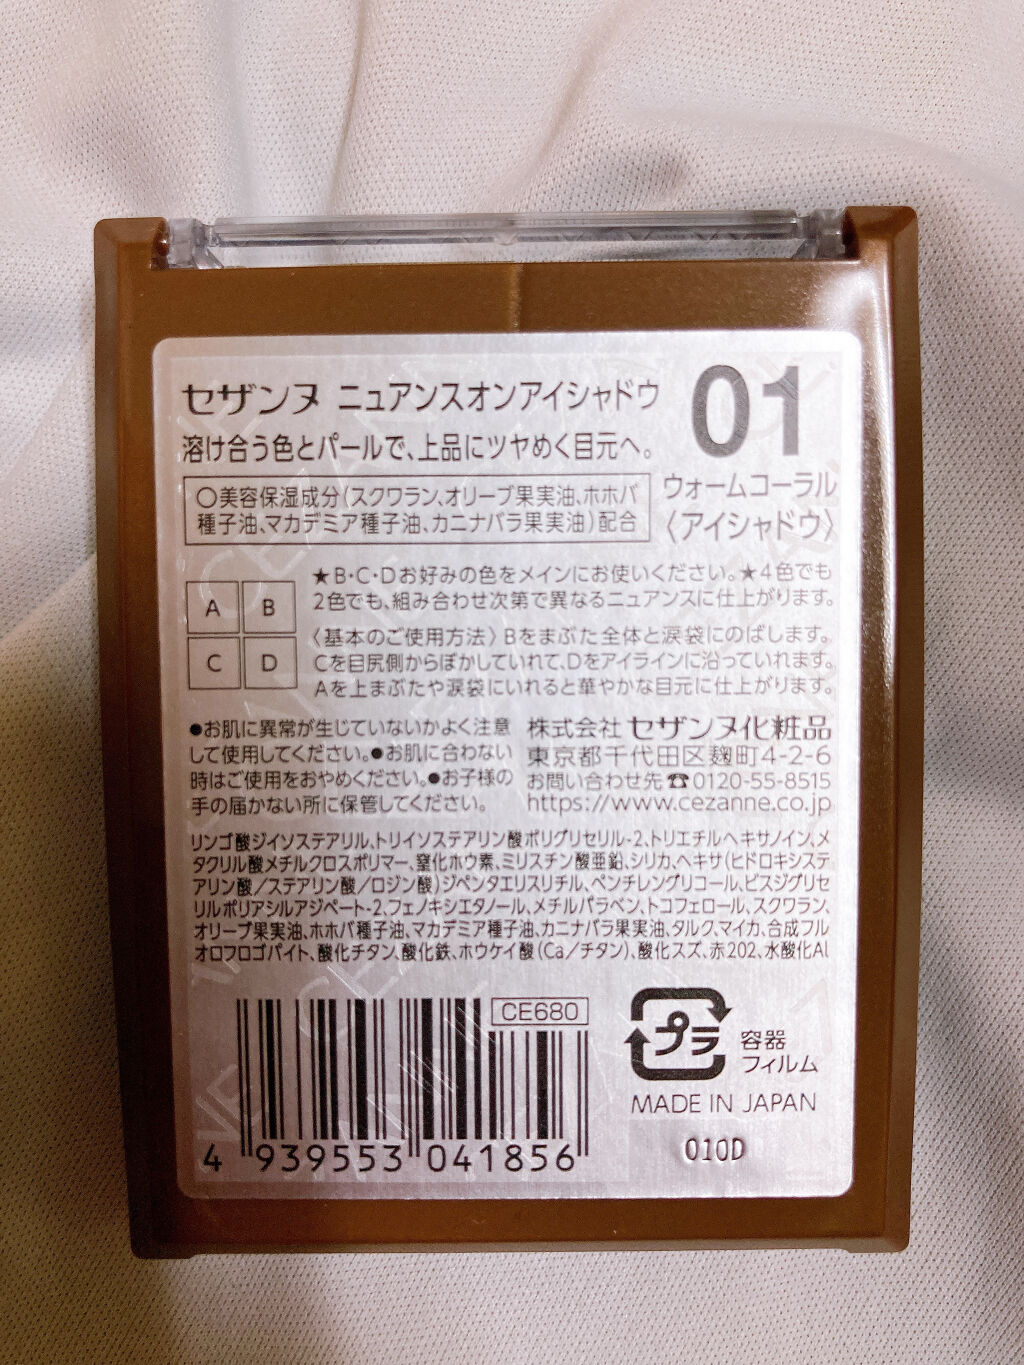 セザンヌ ニュアンスオンアイシャドウ
01
溶け合う色とパールで、上品にツヤめく目元へ。
ウォームコーラル
〈アイシャドウ〉
○美容保湿成分(スクワラン、オリーブ果実油、ホホバ
種子油、マカデミア種子油、カニナバラ果実油)配合
A B
C D
★B・C・Dお好みの色をメインにお使いください。★4色でも
2色でも、組み合わせ次第で異なるニュアンスに仕上がります。
〈基本のご使用方法〉Bをまぶた全体と涙袋にのばします。
Cを目尻側からぼかしていれて、Dをアイラインに沿っていれます。
Aを上まぶたや涙袋にいれると華やかな目元に仕上がります。
●お肌に異常が生じていないかよく注意
して使用してください。●お肌に合わない
時はご使用をおやめください。●お子様の
手の届かない所に保管してください。
株式会社 セザンヌ化粧品
東京都千代田区麹町4-2-6
お問い合わせ先☎0120-55-8515
https://www.cezanne.co.jp
リンゴ酸ジイソステアリル、トリイソステアリン酸ポリグリセリル-2、トリエチルヘキサノイン、メ
タクリル酸メチルクロスポリマー、窒化ホウ素、ミリスチン酸亜鉛、シリカ、ヘキサ(ヒドロキシステ
アリン酸/ステアリン酸/ロジン酸)ジペンタエリスリチル、ペンチレングリコール、ビスジグリセ
リルポリアシルアジペート-2、フェノキシエタノール、メチルパラベン、トコフェロール、スクワラン、
オリーブ果実油、ホホバ種子油、マカデミア種子油、カニナバラ果実油、タルク、マイカ、合成フル
オロフロゴパイト、酸化チタン、酸化鉄、ホウケイ酸(Ca/チタン)、酸化スズ、赤202、水酸化Al
CE680
4 939553 041856
プラ
容器
フィルム
MADE IN JAPAN
010D